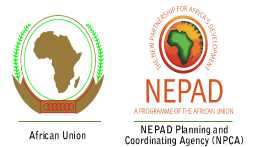 THE NEW PARTNERSHIP FOR AFRICA'S DEVELOPMENT
NEPAD
A PROGRAMME OF THE AFRICAN UNION
African Union
NEPAD Planning and
Coordinating Agency (NPCA)